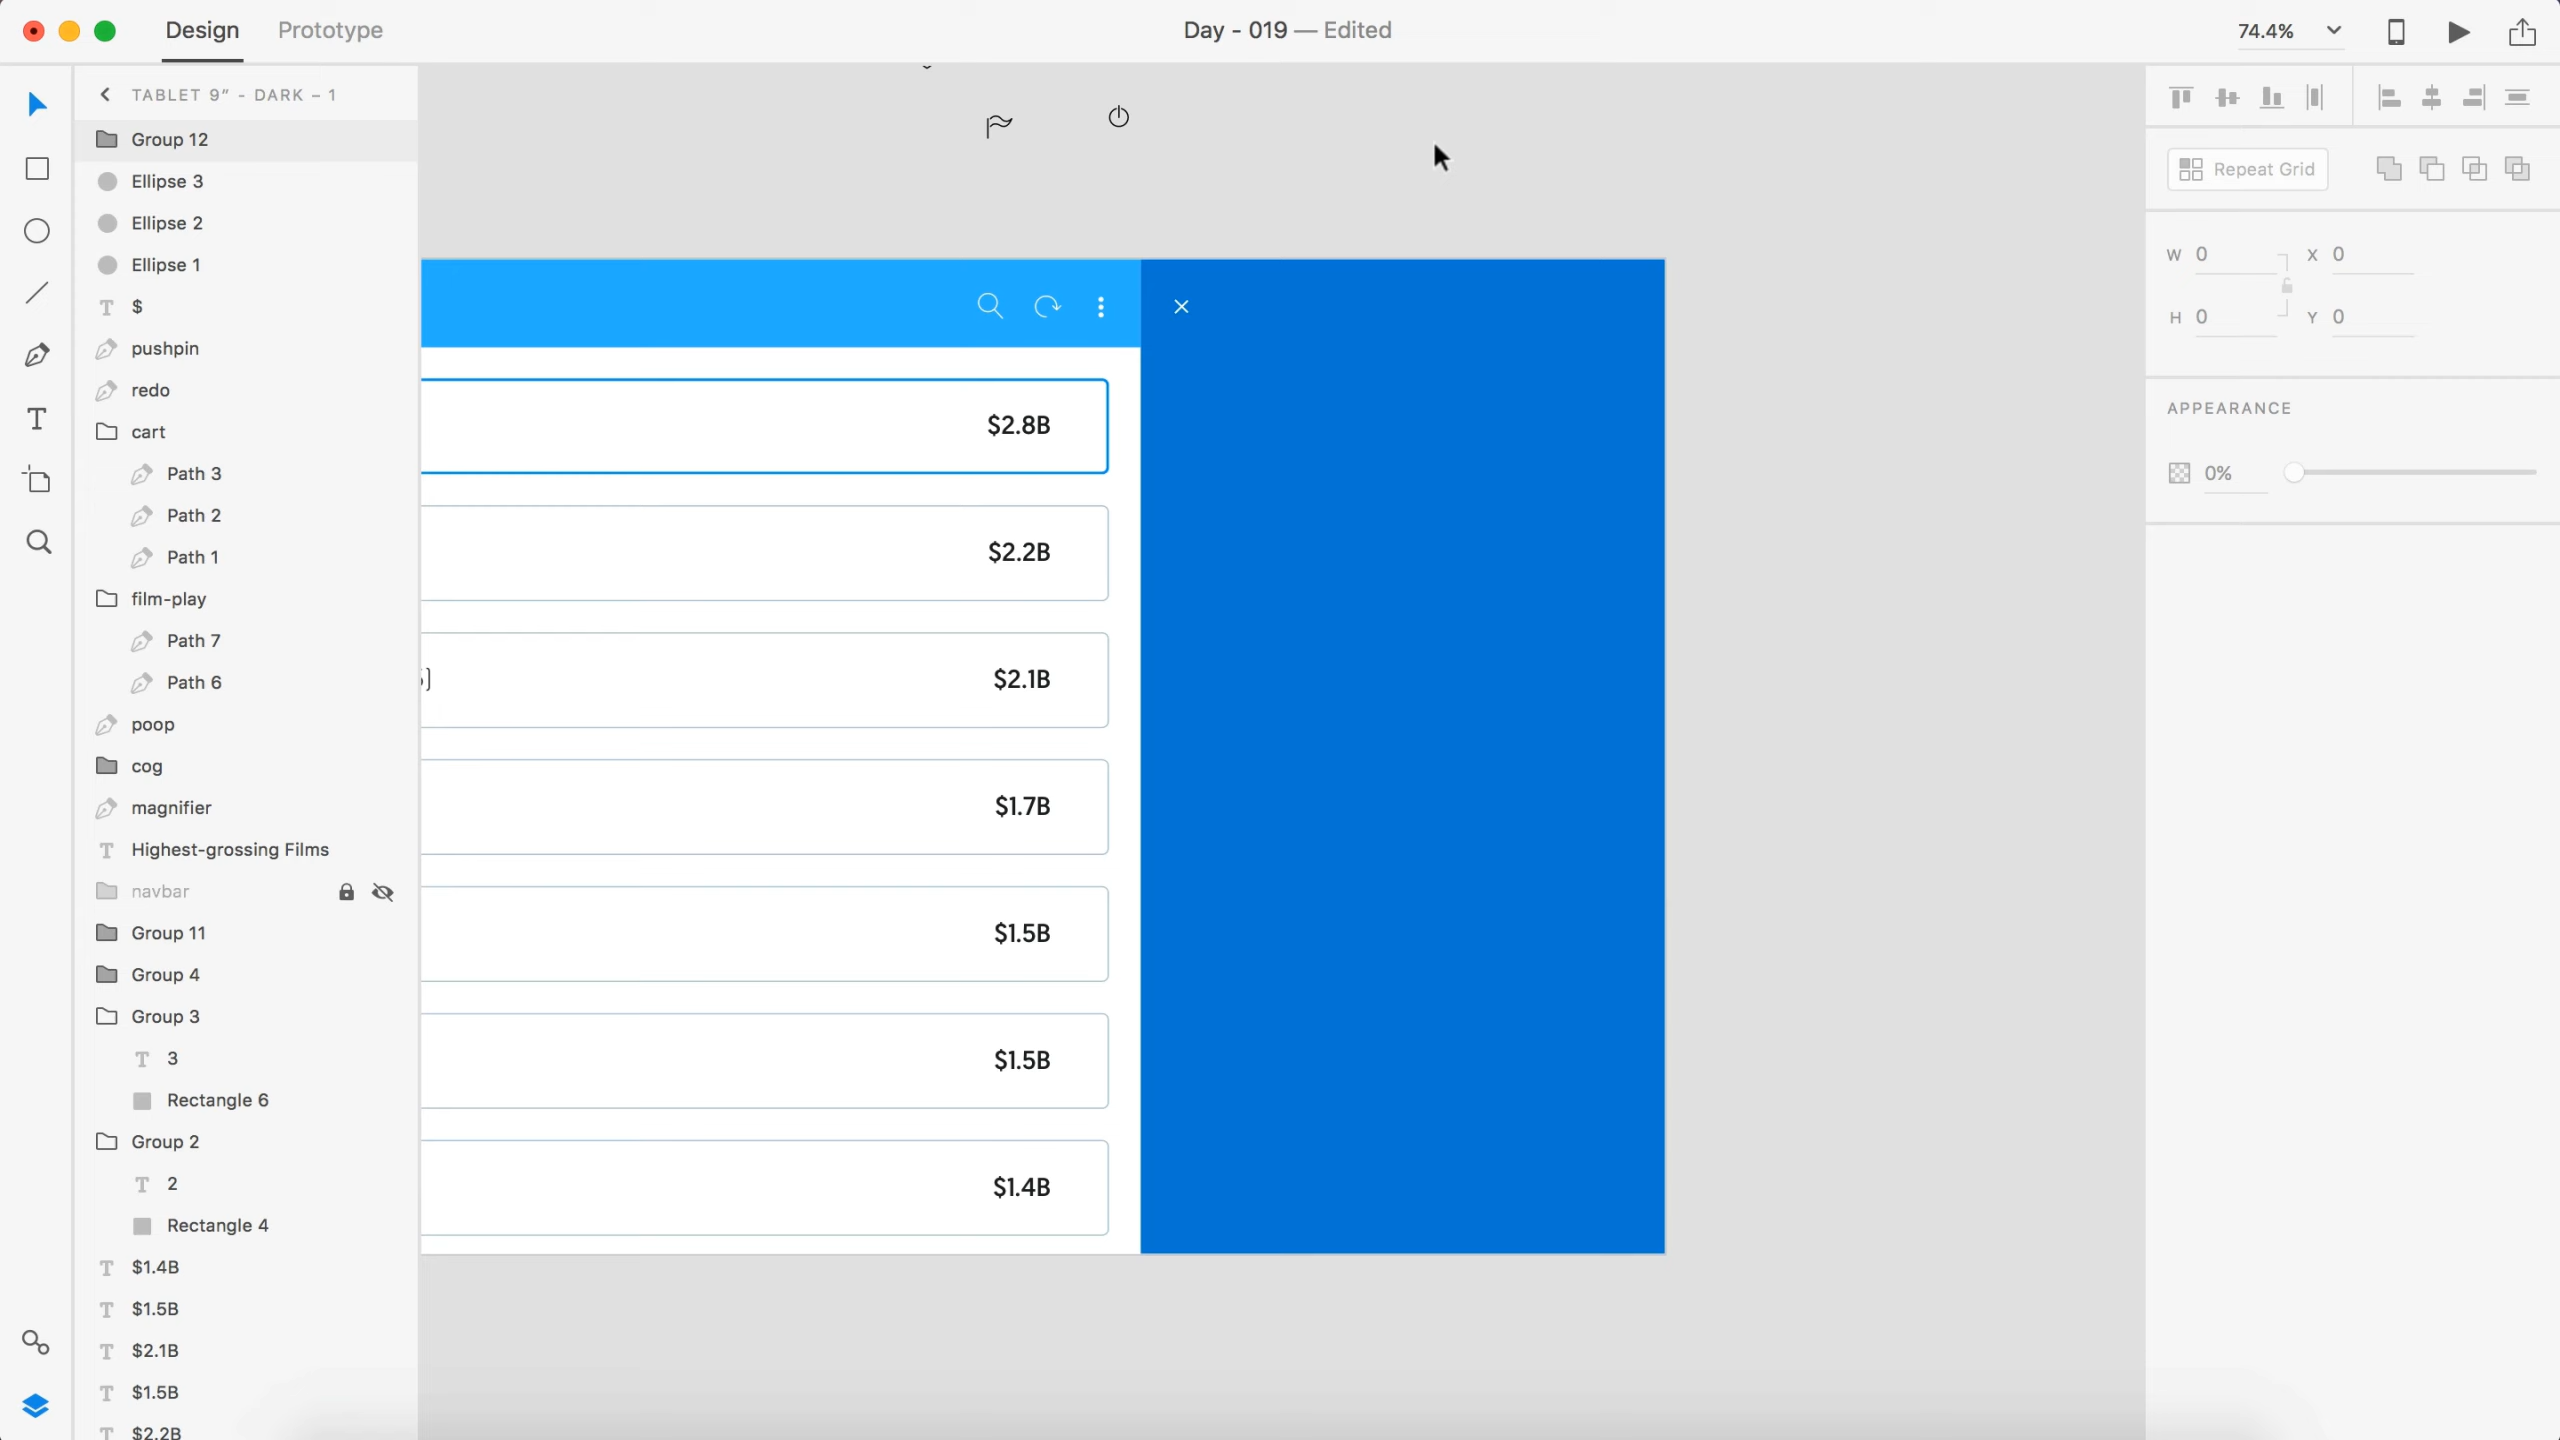 Design Prototype Day - 019 — Edited 74.4%
TABLET 9” - DARK – 1
Group 12
Ellipse 3
Ellipse 2
Ellipse 1
$
pushpin
redo
cart
Path 3
Path 2
Path 1
film-play
Path 7
Path 6
poop
cog
magnifier
Highest-grossing Films
navbar
Group 11
Group 4
Group 3
3
Rectangle 6
Group 2
2
Rectangle 4
$1.4B
$1.5B
$2.1B
$1.5B
$2.2B
$2.8B
$2.2B
$2.1B
$1.7B
$1.5B
$1.5B
$1.4B
Repeat Grid
W 0 X 0
H 0 Y 0
APPEARANCE
0%